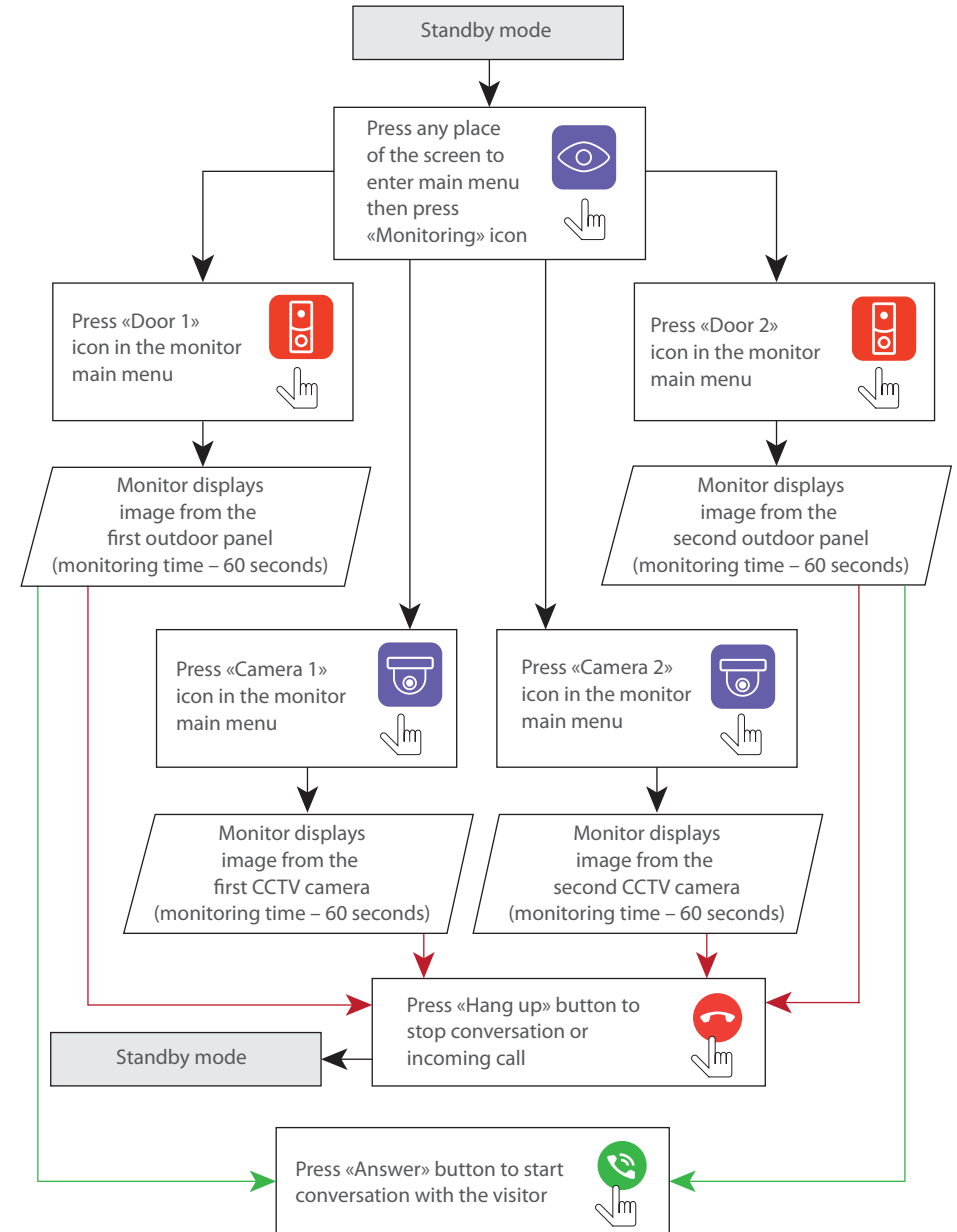 Standby mode
Press any place
of the screen to
enter main menu
then press
«Monitoring» icon
Press «Door 1»
icon in the monitor
main menu
Press «Door 2»
icon in the monitor
main menu
Monitor displays
image from the
first outdoor panel
(monitoring time – 60 seconds)
Monitor displays
image from the
second outdoor panel
(monitoring time – 60 seconds)
Press «Camera 1»
icon in the monitor
main menu
Press «Camera 2»
icon in the monitor
main menu
Monitor displays
image from the
first CCTV camera
(monitoring time – 60 seconds)
Monitor displays
image from the
second CCTV camera
(monitoring time – 60 seconds)
Press «Hang up» button to
stop conversation or
incoming call
Standby mode
Press «Answer» button to start
conversation with the visitor